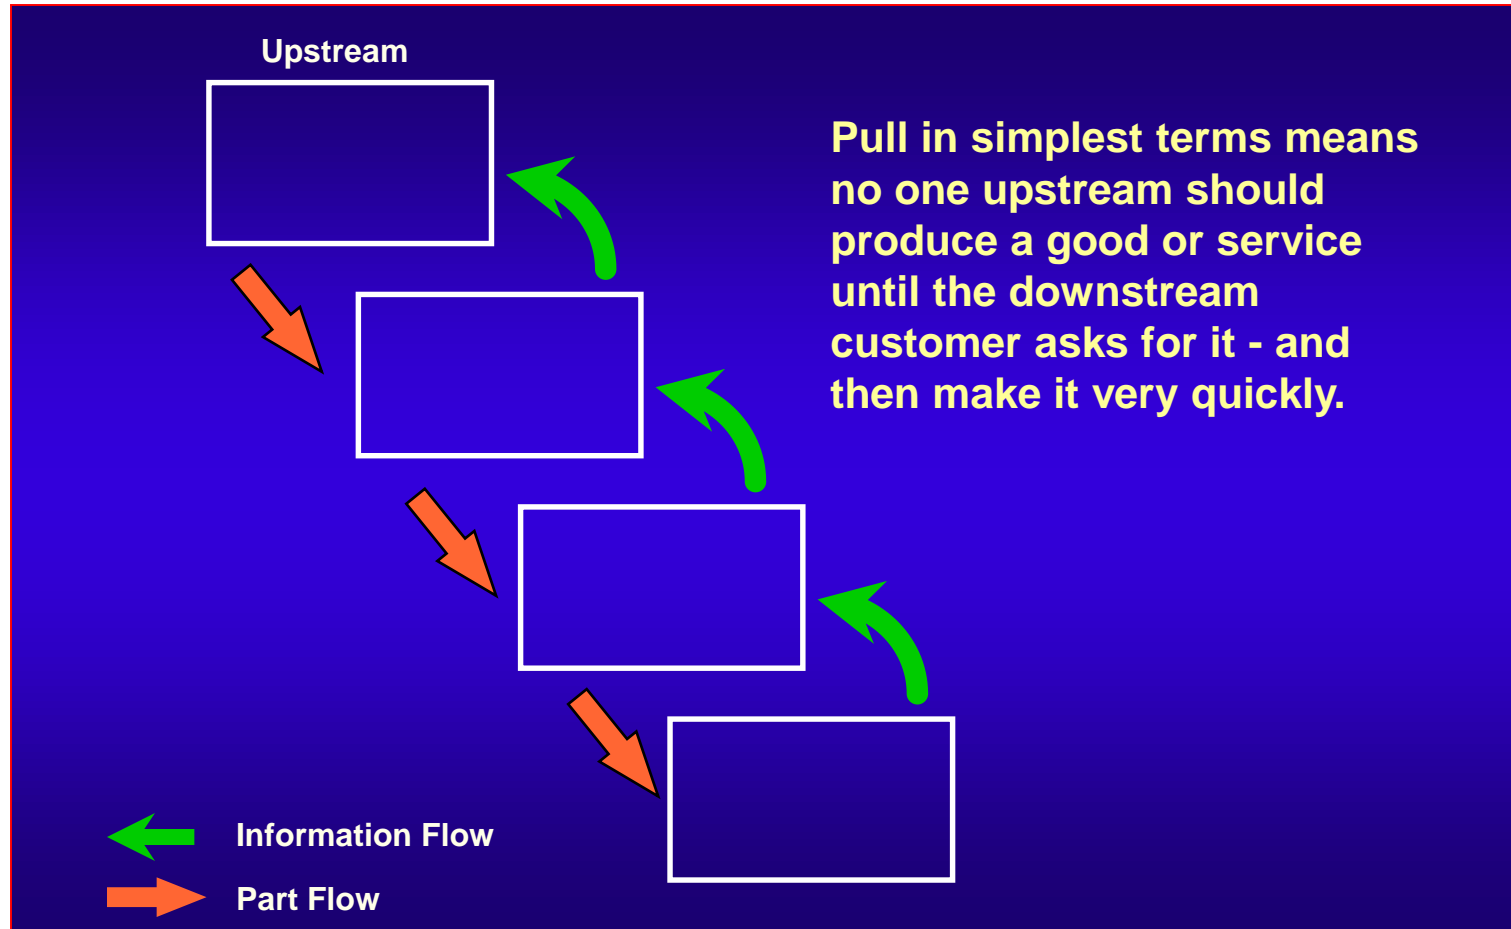 Upstream
Pull in simplest terms means
no one upstream should
produce a good or service
until the downstream
customer asks for it - and
then make it very quickly.
Information Flow
Part Flow